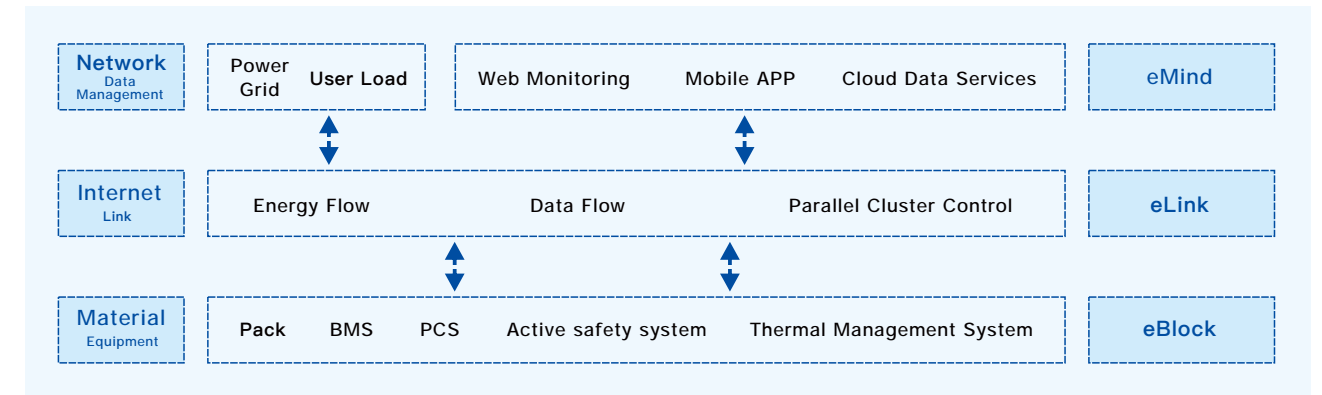 Network
Data
Management
Power
Grid
User Load
Web Monitoring
Mobile APP
Cloud Data Services
eMind
Internet
Link
Energy Flow
Data Flow
Parallel Cluster Control
eLink
Material
Equipment
Pack
BMS
PCS
Active safety system
Thermal Management System
eBlock